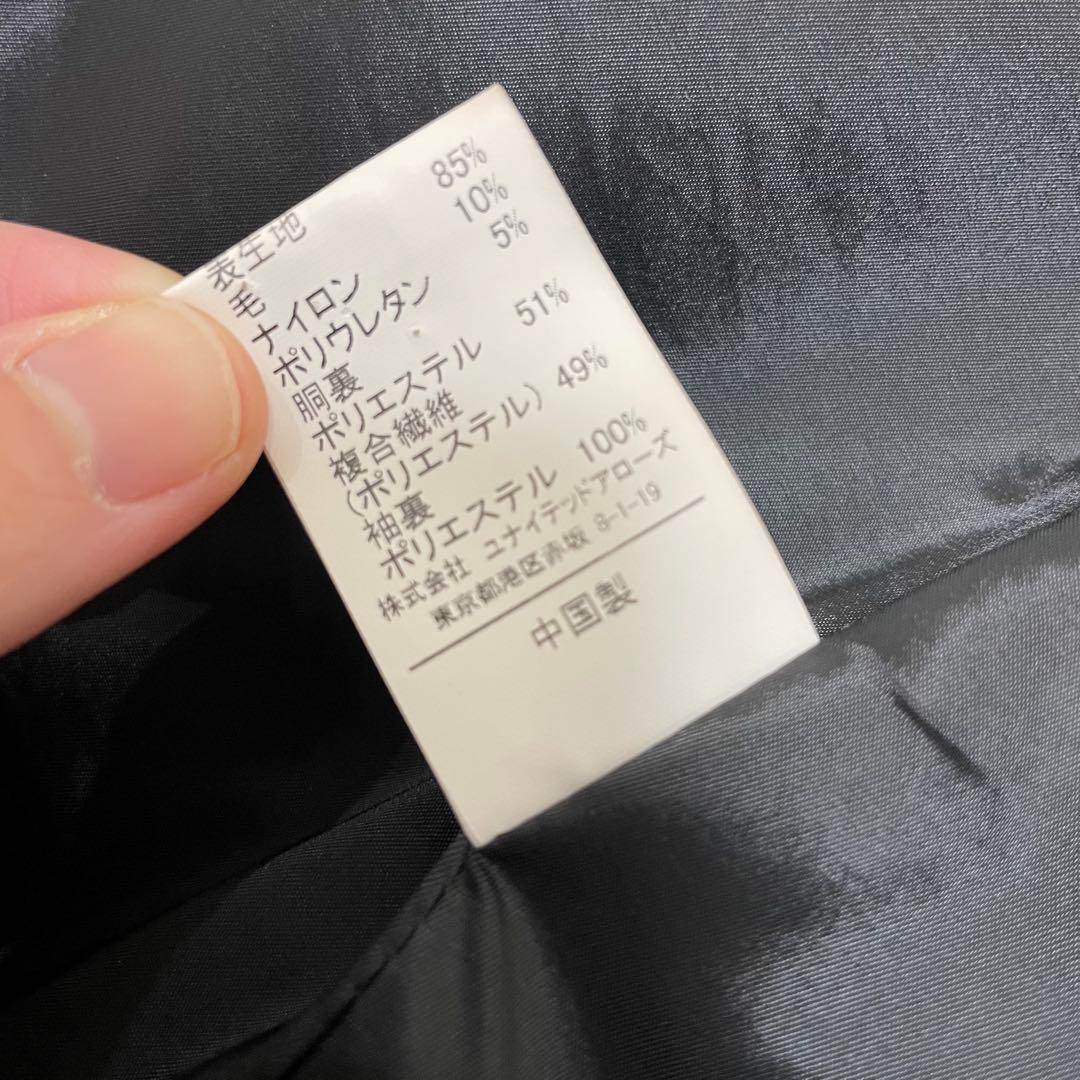 表生地
毛 85%
ナイロン 10%
ポリウレタン 5%
胴裏
ポリエステル 51%
複合繊維
(ポリエステル) 49%
袖裏
ポリエステル 100%
株式会社 ユナイテッドアローズ
東京都港区赤坂 8-1-19
中国製